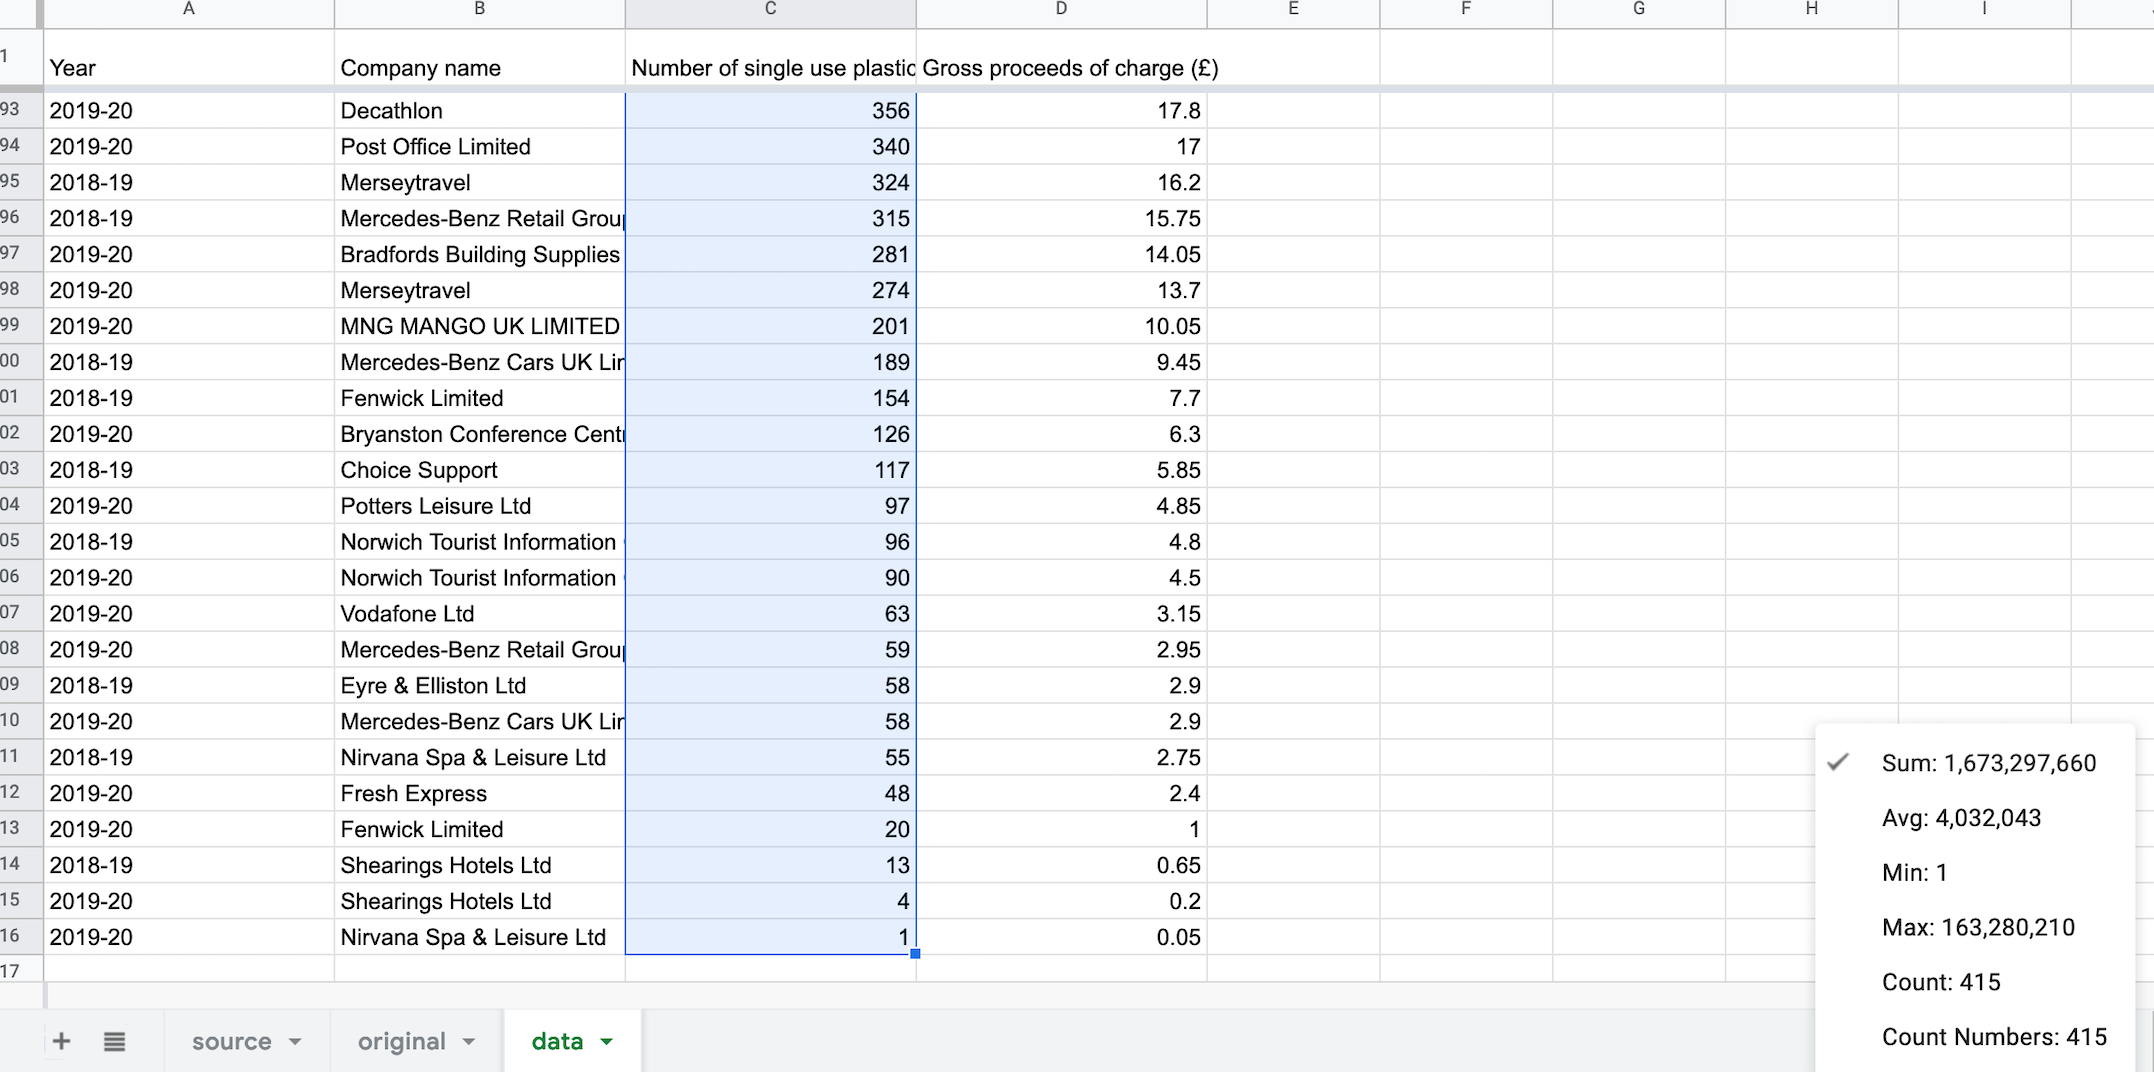 A B C D E F G H I
1 Year Company name Number of single use plastic Gross proceeds of charge (£)
93 2019-20 Decathlon 356 17.8
94 2019-20 Post Office Limited 340 17
95 2018-19 Merseytravel 324 16.2
96 2018-19 Mercedes-Benz Retail Grou 315 15.75
97 2019-20 Bradfords Building Supplies 281 14.05
98 2019-20 Merseytravel 274 13.7
99 2019-20 MNG MANGO UK LIMITED 201 10.05
00 2018-19 Mercedes-Benz Cars UK Lir 189 9.45
01 2018-19 Fenwick Limited 154 7.7
02 2019-20 Bryanston Conference Cent 126 6.3
03 2018-19 Choice Support 117 5.85
04 2019-20 Potters Leisure Ltd 97 4.85
05 2018-19 Norwich Tourist Information 96 4.8
06 2019-20 Norwich Tourist Information 90 4.5
07 2019-20 Vodafone Ltd 63 3.15
08 2019-20 Mercedes-Benz Retail Grou 59 2.95
09 2018-19 Eyre & Elliston Ltd 58 2.9
10 2019-20 Mercedes-Benz Cars UK Lir 58 2.9
11 2018-19 Nirvana Spa & Leisure Ltd 55 2.75
12 2019-20 Fresh Express 48 2.4
13 2019-20 Fenwick Limited 20 1
14 2018-19 Shearings Hotels Ltd 13 0.65
15 2019-20 Shearings Hotels Ltd 4 0.2
16 2019-20 Nirvana Spa & Leisure Ltd 1 0.05
17
Sum: 1,673,297,660
Avg: 4,032,043
Min: 1
Max: 163,280,210
Count: 415
Count Numbers: 415
+ source original data